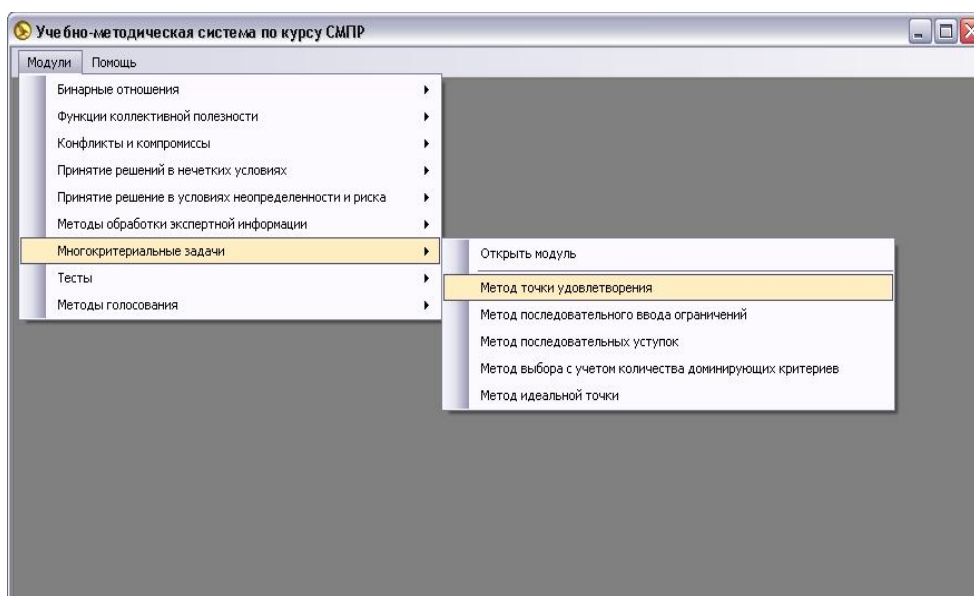 Учебно-методическая система по курсу СМПР
Модули Помощь
Бинарные отношения
Функции коллективной полезности
Конфликты и компромиссы
Принятие решений в нечетких условиях
Принятие решение в условиях неопределенности и риска
Методы обработки экспертной информации
Многокритериальные задачи
Тесты
Методы голосования
Открыть модуль
Метод точки удовлетворения
Метод последовательного ввода ограничений
Метод последовательных уступок
Метод выбора с учетом количества доминирующих критериев
Метод идеальной точки